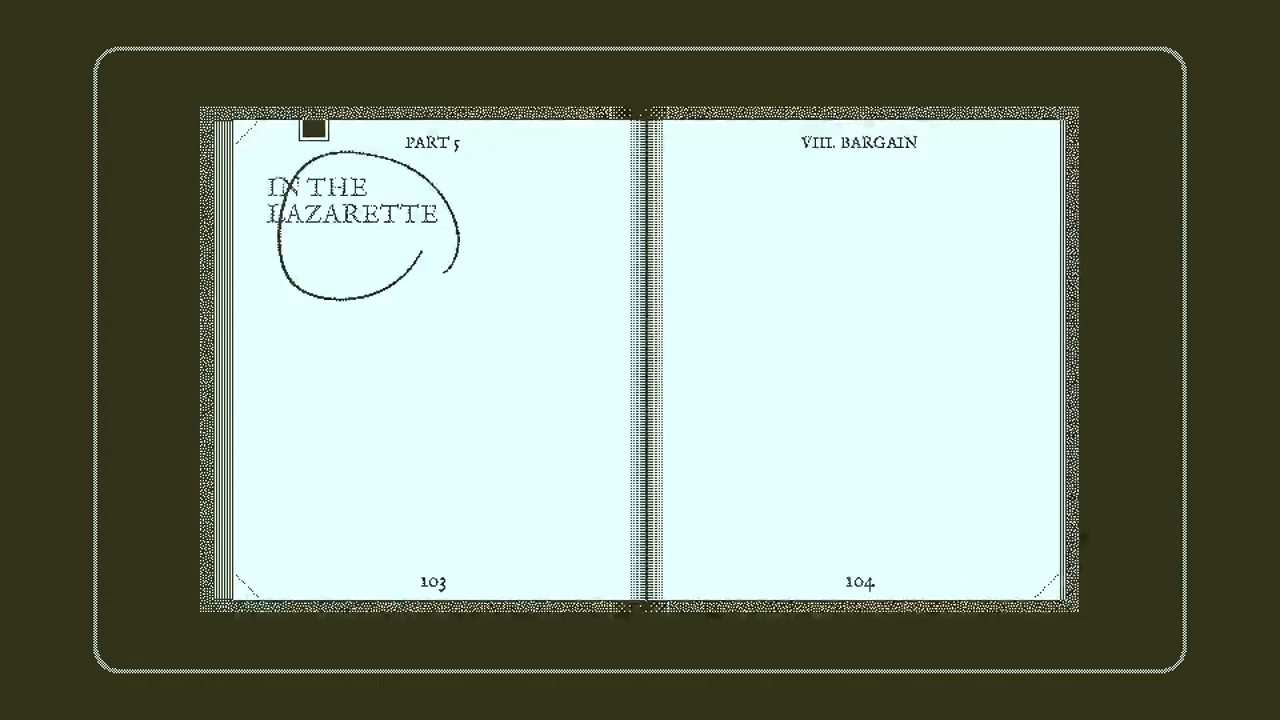 PART 5
IN THE
LAZARETTE
103
VIII. BARGAIN
104